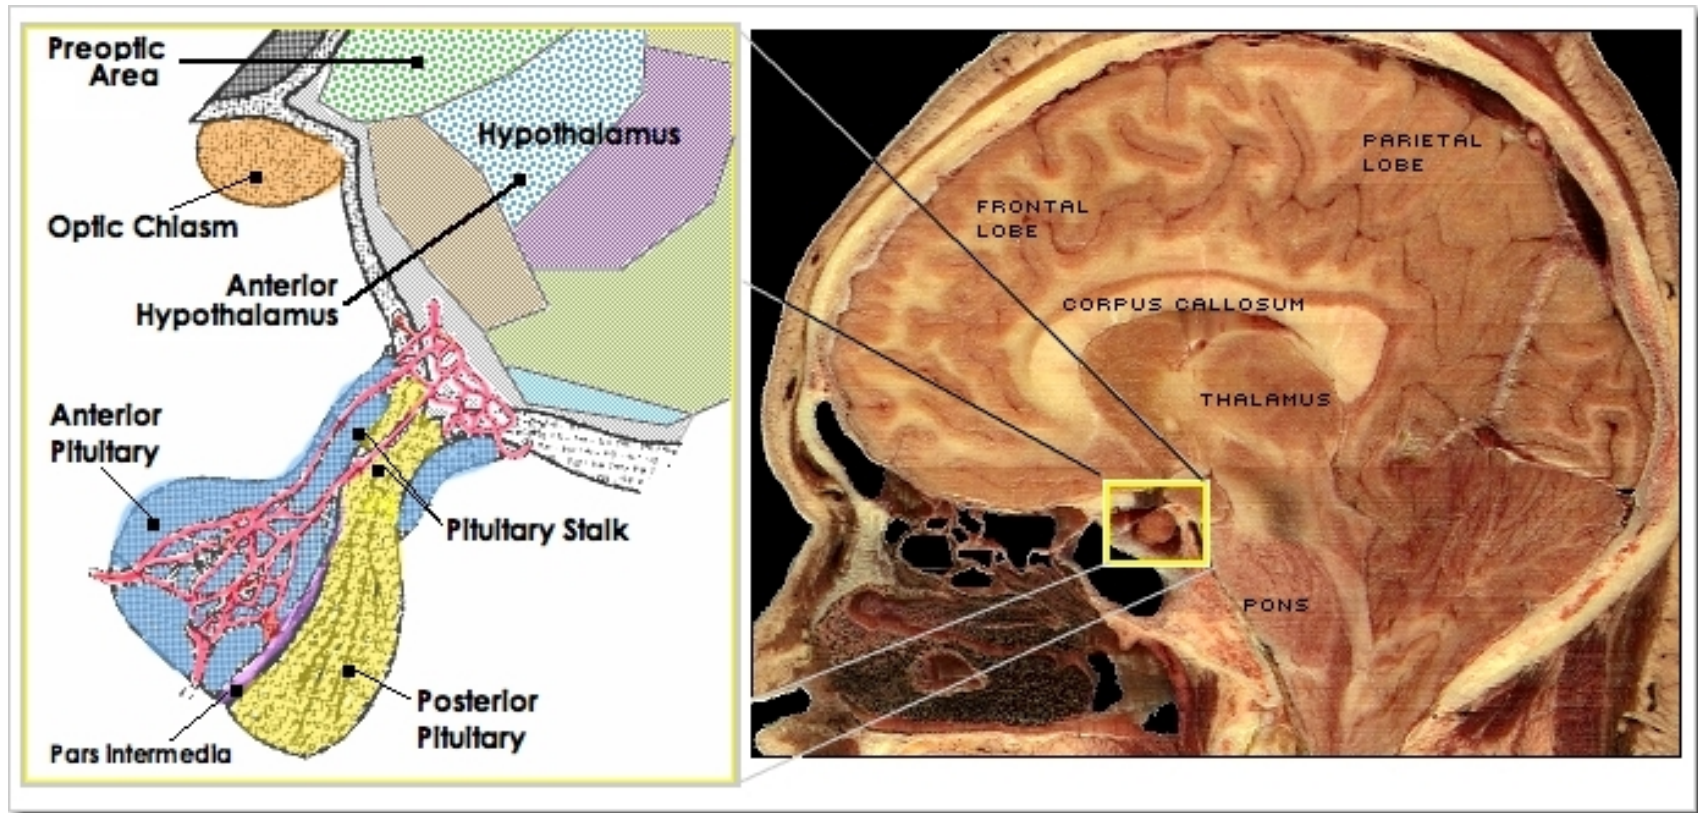 Preoptic
Area
Hypothalamus
Optic Chiasm
Anterior
Hypothalamus
Anterior
Pituitary
Pituitary Stalk
Posterior
Pituitary
Pars Intermedia
PARIETAL
LOBE
FRONTAL
LOBE
CORPUS CALLOSUM
THALAMUS
PONS